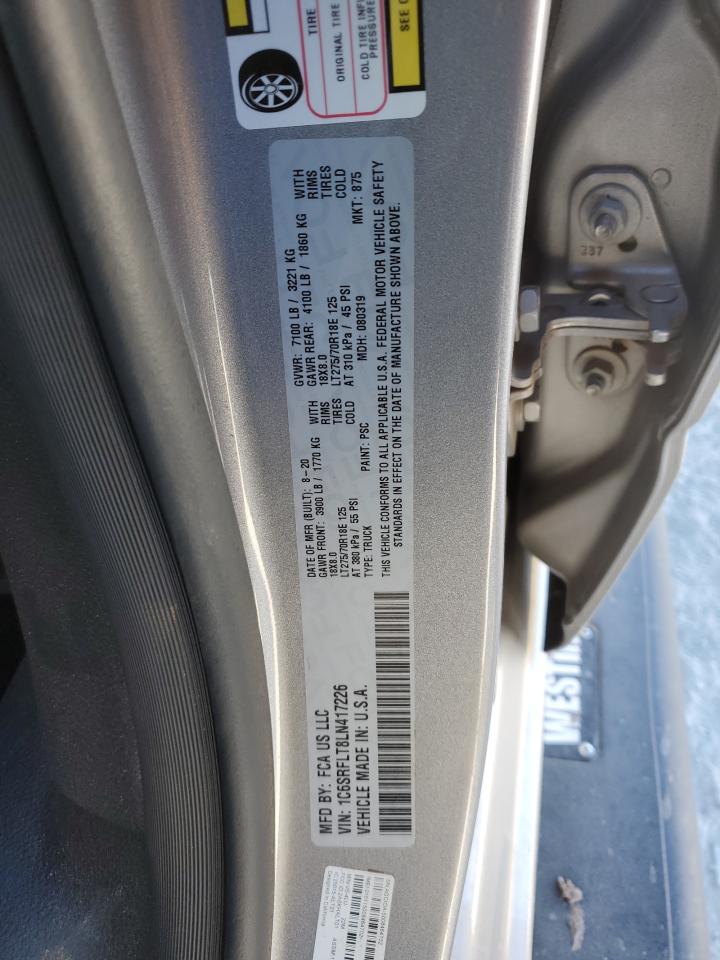 TIRE
ORIGINAL TIRE
COLD TIRE INFL
PRESSURE
SEE O
MFD BY: FCA US LLC
VIN: 1C6SRFLT8LN417226
VEHICLE MADE IN: U.S.A.
DATE OF MFR (BUILT): 8-20
GAWR FRONT: 3900 LB / 1770 KG WITH
18X8.0 RIMS
LT275/70R18E 125 TIRES
AT 380 kPa / 55 PSI COLD
TYPE: TRUCK PAINT: PSC
GVWR: 7100 LB / 3221 KG
GAWR REAR: 4100 LB / 1860 KG WITH
18X8.0 RIMS
LT275/70R18E 125 TIRES
AT 310 kPa / 45 PSI COLD
MDH: 080319 MKT: 875
THIS VEHICLE CONFORMS TO ALL APPLICABLE U.S.A. FEDERAL MOTOR VEHICLE SAFETY
STANDARDS IN EFFECT ON THE DATE OF MANUFACTURE SHOWN ABOVE.
337
WESTIN
Designed in California